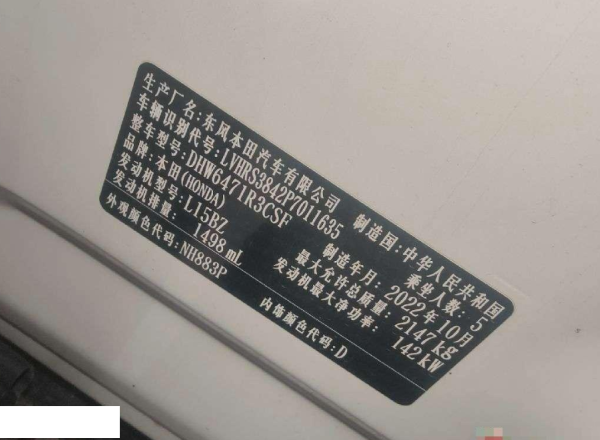 生产厂名:东风本田汽车有限公司 制造国:中华人民共和国
车辆识别代号:LVHRS3842P7011635 乘坐人数:5
整车型号:DHW6471R3CSF 制造年月:2022年10月
品牌:本田(HONDA) 最大允许总质量:2147kg
发动机型号:L15BZ 发动机最大净功率:142kW
发动机排量:1498mL
外观颜色代码:NH883P 内饰颜色代码:D